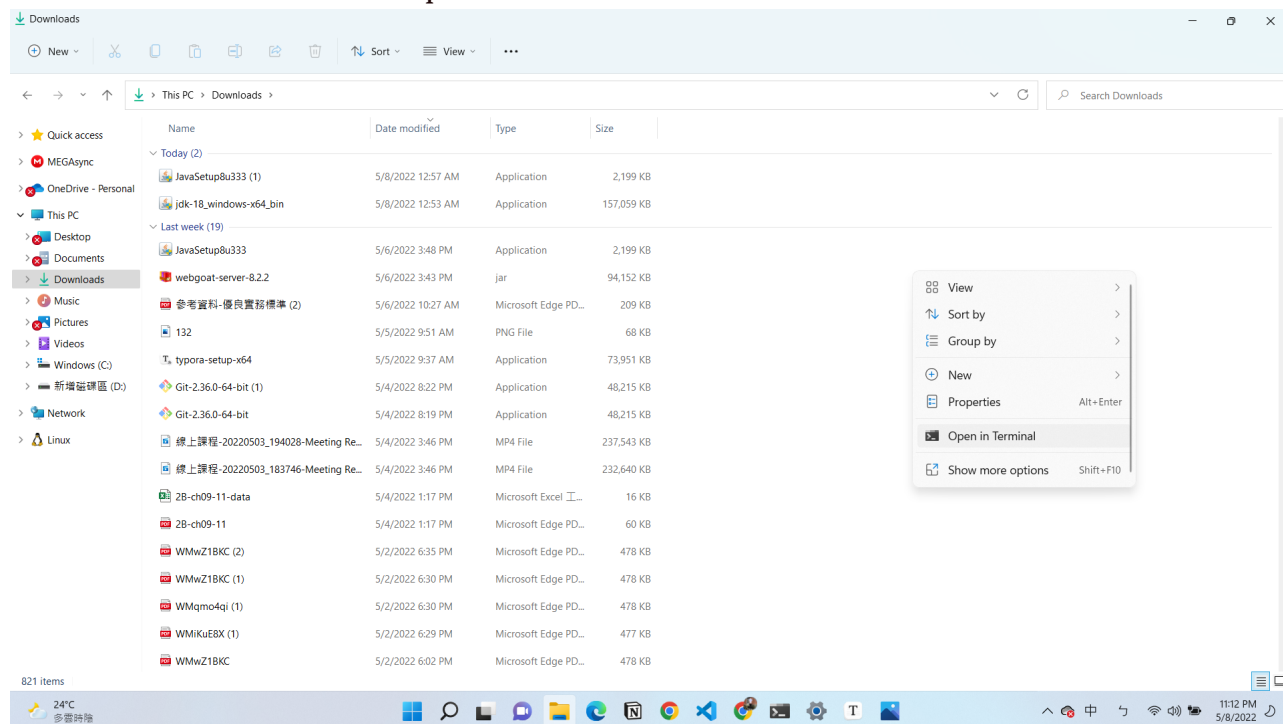 Downloads
New Sort View
This PC > Downloads > Search Downloads
Name Date modified Type Size
Quick access
MEGAsync
OneDrive - Personal
This PC
Desktop
Documents
Downloads
Music
Pictures
Videos
Windows (C:)
新增磁碟區 (D:)
Network
Linux
Today (2)
JavaSetup8u333 (1) 5/8/2022 12:57 AM Application 2,199 KB
jdk-18_windows-x64_bin 5/8/2022 12:53 AM Application 157,059 KB
Last week (19)
JavaSetup8u333 5/6/2022 3:48 PM Application 2,199 KB
webgoat-server-8.2.2 5/6/2022 3:43 PM jar 94,152 KB
參考資料-優良實務標準 (2) 5/6/2022 10:27 AM Microsoft Edge PD... 209 KB
132 5/5/2022 9:51 AM PNG File 68 KB
typora-setup-x64 5/5/2022 9:37 AM Application 73,951 KB
Git-2.36.0-64-bit (1) 5/4/2022 8:22 PM Application 48,215 KB
Git-2.36.0-64-bit 5/4/2022 8:19 PM Application 48,215 KB
線上課程-20220503_194028-Meeting Re... 5/4/2022 3:46 PM MP4 File 237,543 KB
線上課程-20220503_183746-Meeting Re... 5/4/2022 3:46 PM MP4 File 232,640 KB
2B-ch09-11-data 5/4/2022 1:17 PM Microsoft Excel 工... 16 KB
2B-ch09-11 5/4/2022 1:17 PM Microsoft Edge PD... 60 KB
WMwZ1BKC (2) 5/2/2022 6:35 PM Microsoft Edge PD... 478 KB
WMwZ1BKC (1) 5/2/2022 6:30 PM Microsoft Edge PD... 478 KB
WMqmo4qi (1) 5/2/2022 6:30 PM Microsoft Edge PD... 478 KB
WMiKuE8X (1) 5/2/2022 6:29 PM Microsoft Edge PD... 477 KB
WMwZ1BKC 5/2/2022 6:02 PM Microsoft Edge PD... 478 KB
View
Sort by
Group by
New
Properties Alt+Enter
Open in Terminal
Show more options Shift+F10
821 items
24°C
多雲時陰
中 ㄅ
11:12 PM
5/8/2022